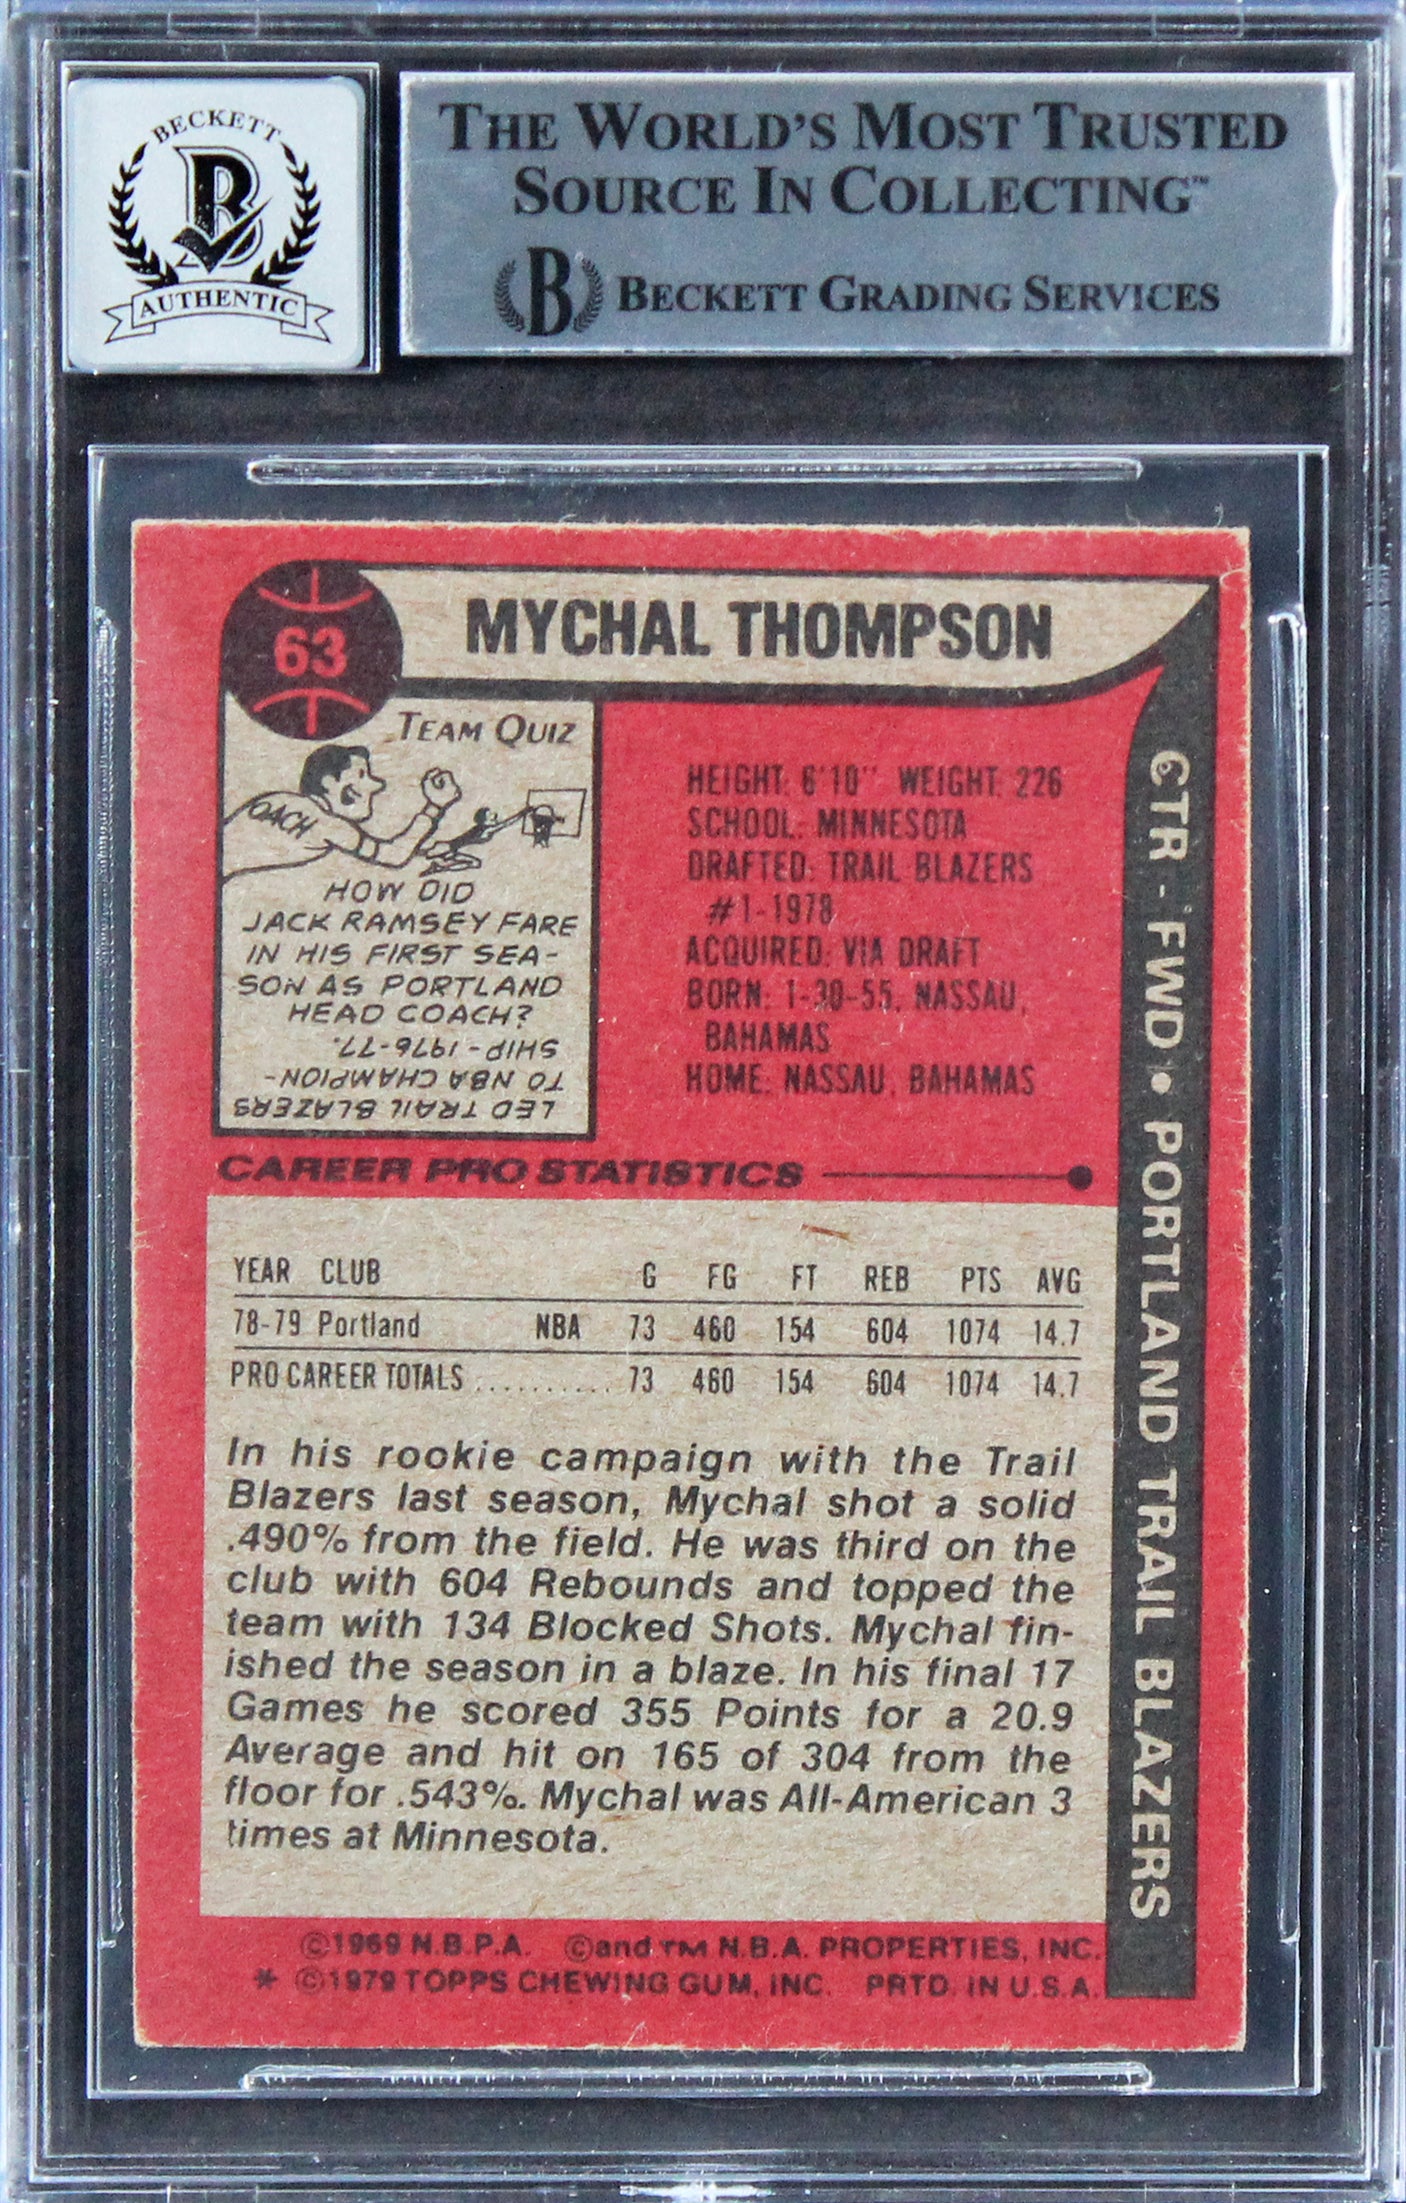 BECKETT
B
AUTHENTIC
THE WORLD'S MOST TRUSTED
SOURCE IN COLLECTING™
B BECKETT GRADING SERVICES
63
MYCHAL THOMPSON
TEAM QUIZ
COACH
HOW DID
JACK RAMSEY FARE
IN HIS FIRST SEA-
SON AS PORTLAND
HEAD COACH?
LED TRAIL BLAZERS
TO NBA CHAMPION-
SHIP-1976-77.
HEIGHT: 6'10" WEIGHT: 226
SCHOOL: MINNESOTA
DRAFTED: TRAIL BLAZERS
#1-1978
ACQUIRED: VIA DRAFT
BORN: 1-30-55, NASSAU,
BAHAMAS
HOME: NASSAU, BAHAMAS
CTR - FWD • PORTLAND TRAIL BLAZERS
CAREER PRO STATISTICS
YEAR CLUB G FG FT REB PTS AVG
78-79 Portland NBA 73 460 154 604 1074 14.7
PRO CAREER TOTALS .......... 73 460 154 604 1074 14.7
In his rookie campaign with the Trail
Blazers last season, Mychal shot a solid
.490% from the field. He was third on the
club with 604 Rebounds and topped the
team with 134 Blocked Shots. Mychal fin-
ished the season in a blaze. In his final 17
Games he scored 355 Points for a 20.9
Average and hit on 165 of 304 from the
floor for .543%. Mychal was All-American 3
times at Minnesota.
©1969 N.B.P.A. ©and TM N.B.A. PROPERTIES, INC.
* ©1979 TOPPS CHEWING GUM, INC. PRTD. IN U.S.A.